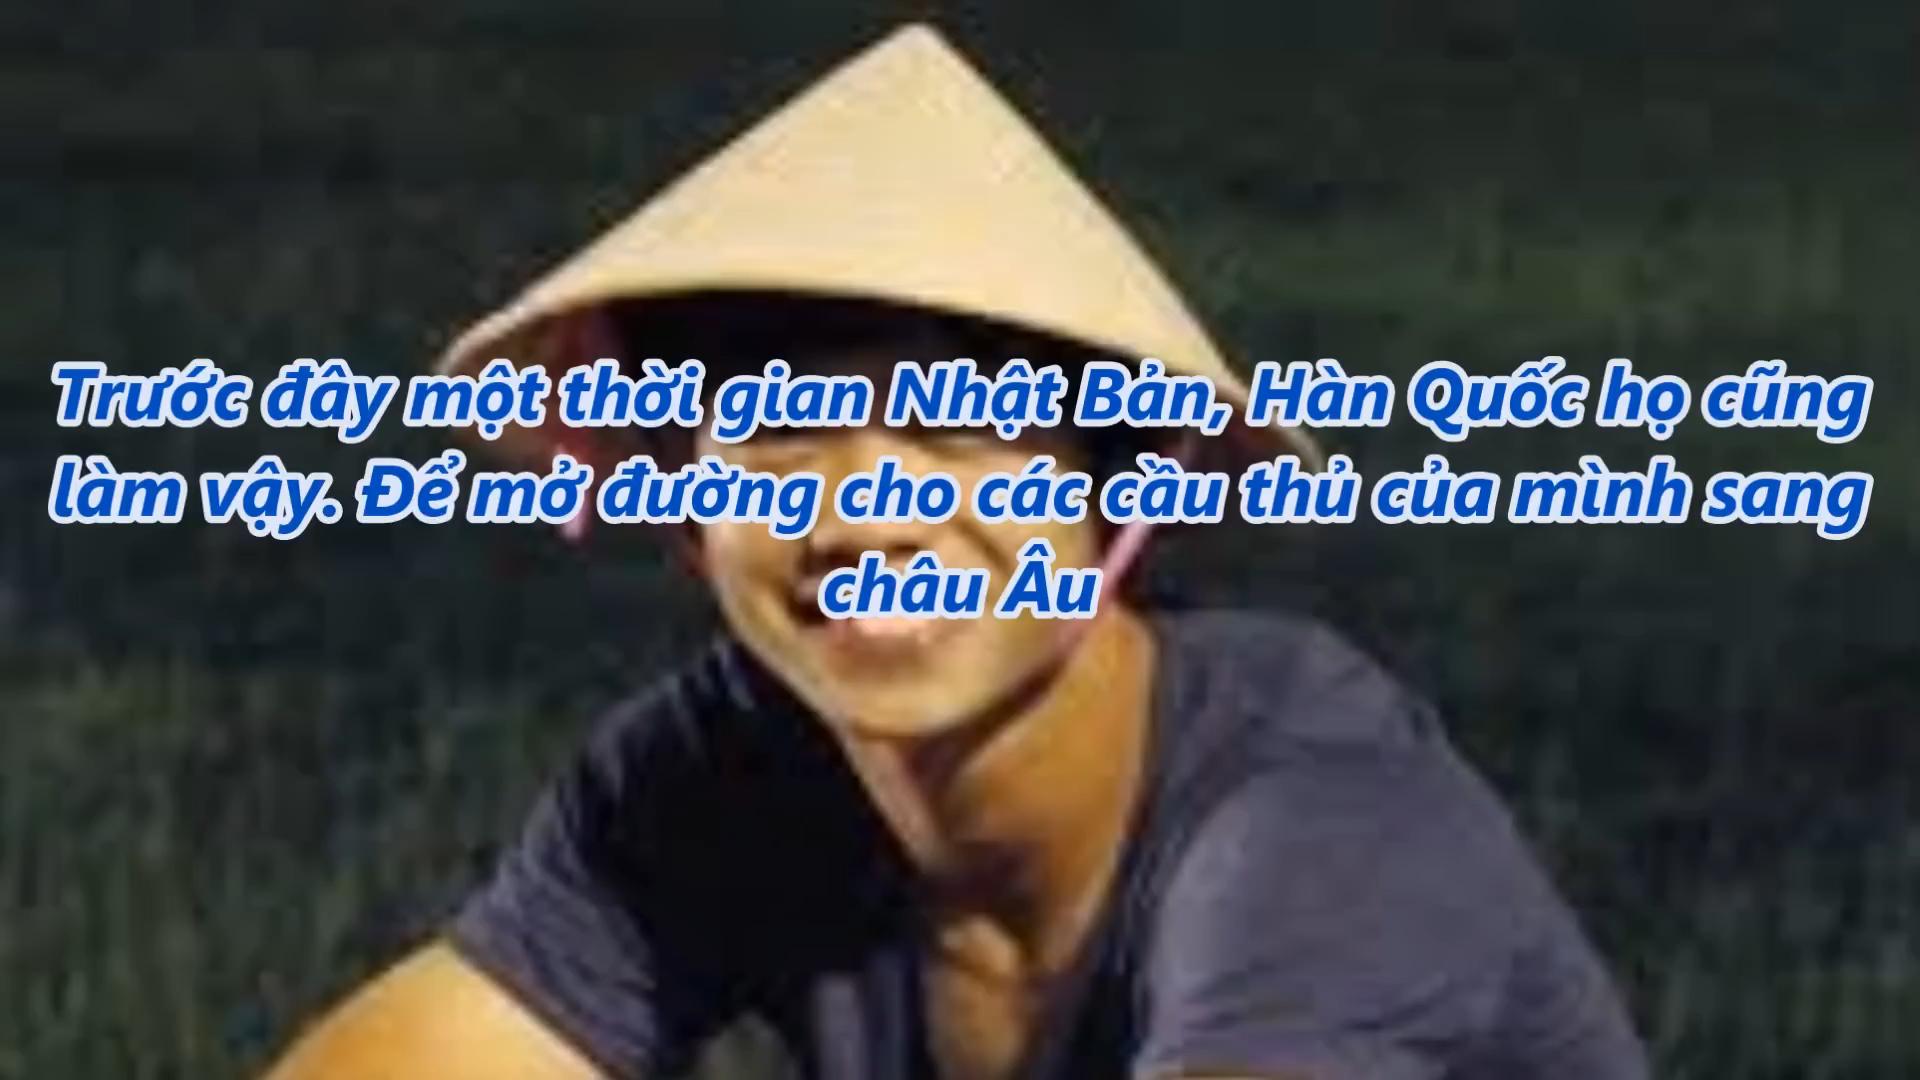 Trước đây một thời gian Nhật Bản, Hàn Quốc họ cũng
làm vậy. Để mở đường cho các cầu thủ của mình sang
châu Âu